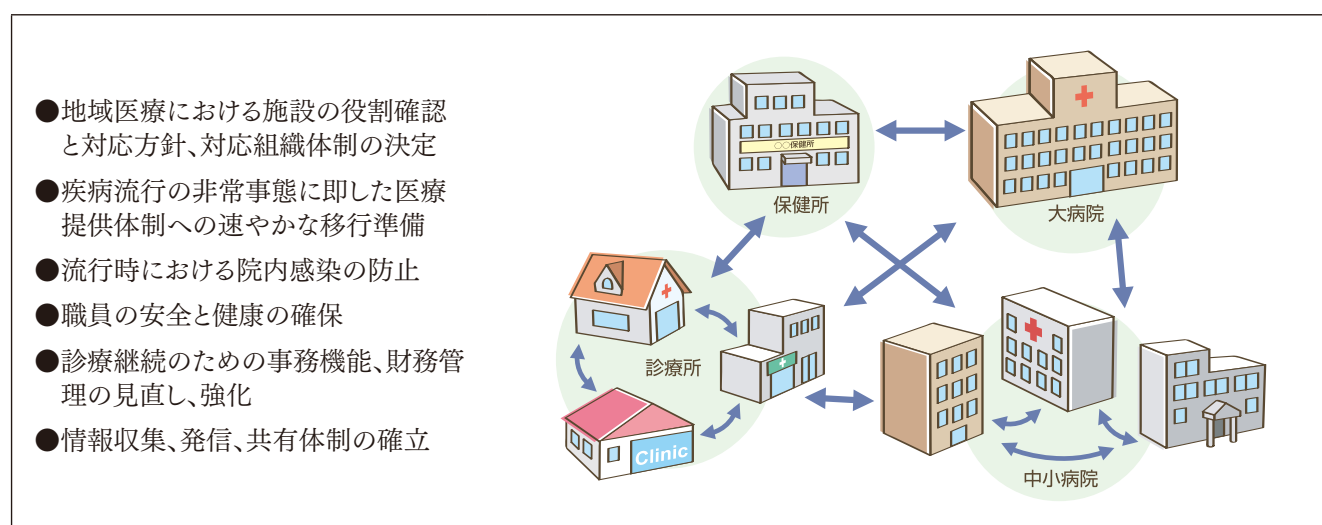 ●地域医療における施設の役割確認
と対応方針、対応組織体制の決定
●疾病流行の非常事態に即した医療
提供体制への速やかな移行準備
●流行時における院内感染の防止
●職員の安全と健康の確保
●診療継続のための事務機能、財務管
理の見直し、強化
●情報収集、発信、共有体制の確立
○○保健所
保健所
大病院
診療所
Clinic
中小病院